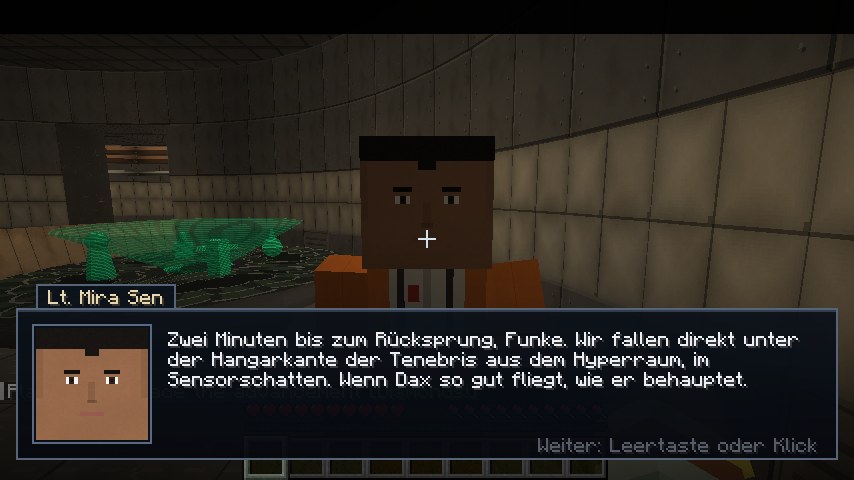 Lt. Mira Sen
Zwei Minuten bis zum Rücksprung, Funke. Wir fallen direkt unter
der Hangarkante der Tenebris aus dem Hyperraum, im
Sensorschatten. Wenn Dax so gut fliegt, wie er behauptet.
Weiter: Leertaste oder Klick